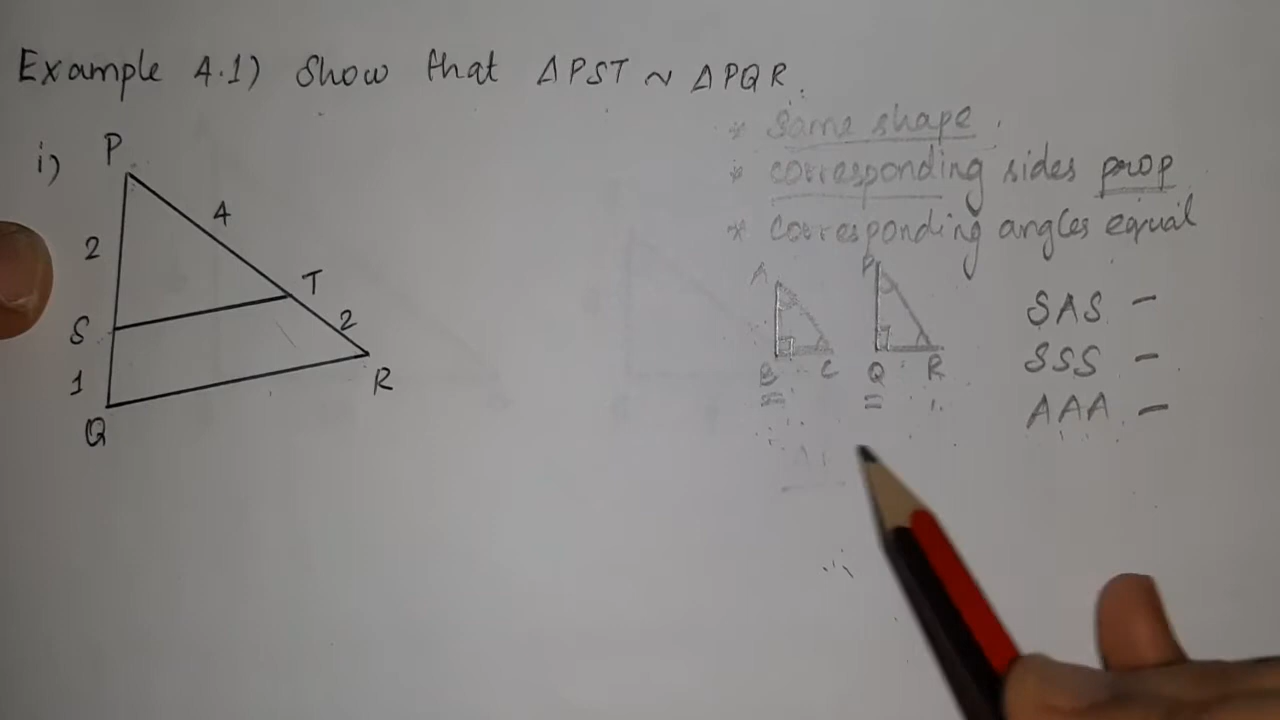 Example 4.1) Show that ΔPST ~ ΔPQR.
* Same shape.
* corresponding sides prop
* Corresponding angles equal
i)
P
4
2
T
S
2
1
R
Q
A
P
B C Q R
SAS -
SSS -
AAA -